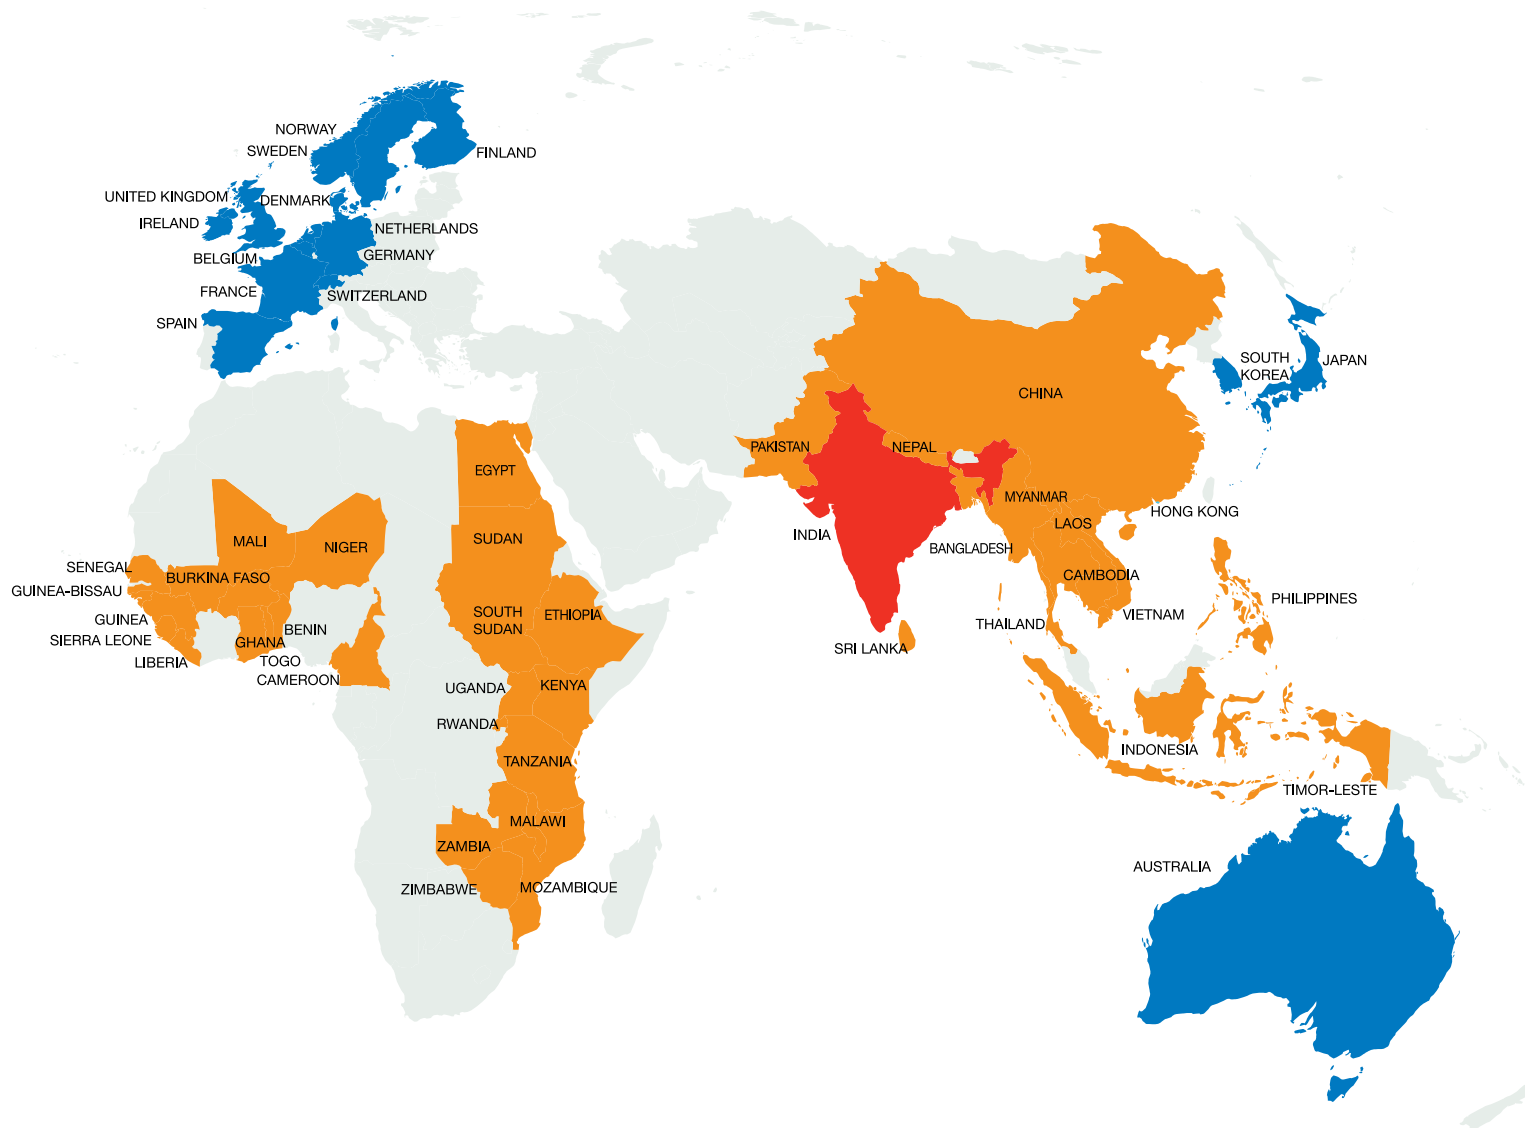 NORWAY
SWEDEN
FINLAND
UNITED KINGDOM
DENMARK
IRELAND
NETHERLANDS
BELGIUM
GERMANY
FRANCE
SWITZERLAND
SPAIN
SOUTH
KOREA
JAPAN
CHINA
PAKISTAN
NEPAL
EGYPT
MYANMAR
HONG KONG
LAOS
INDIA
BANGLADESH
MALI
NIGER
SUDAN
SENEGAL
BURKINA FASO
CAMBODIA
GUINEA-BISSAU
PHILIPPINES
SOUTH
SUDAN
ETHIOPIA
VIETNAM
GUINEA
THAILAND
BENIN
SIERRA LEONE
GHANA
SRI LANKA
LIBERIA
TOGO
CAMEROON
UGANDA
KENYA
RWANDA
INDONESIA
TANZANIA
TIMOR-LESTE
MALAWI
ZAMBIA
AUSTRALIA
ZIMBABWE
MOZAMBIQUE